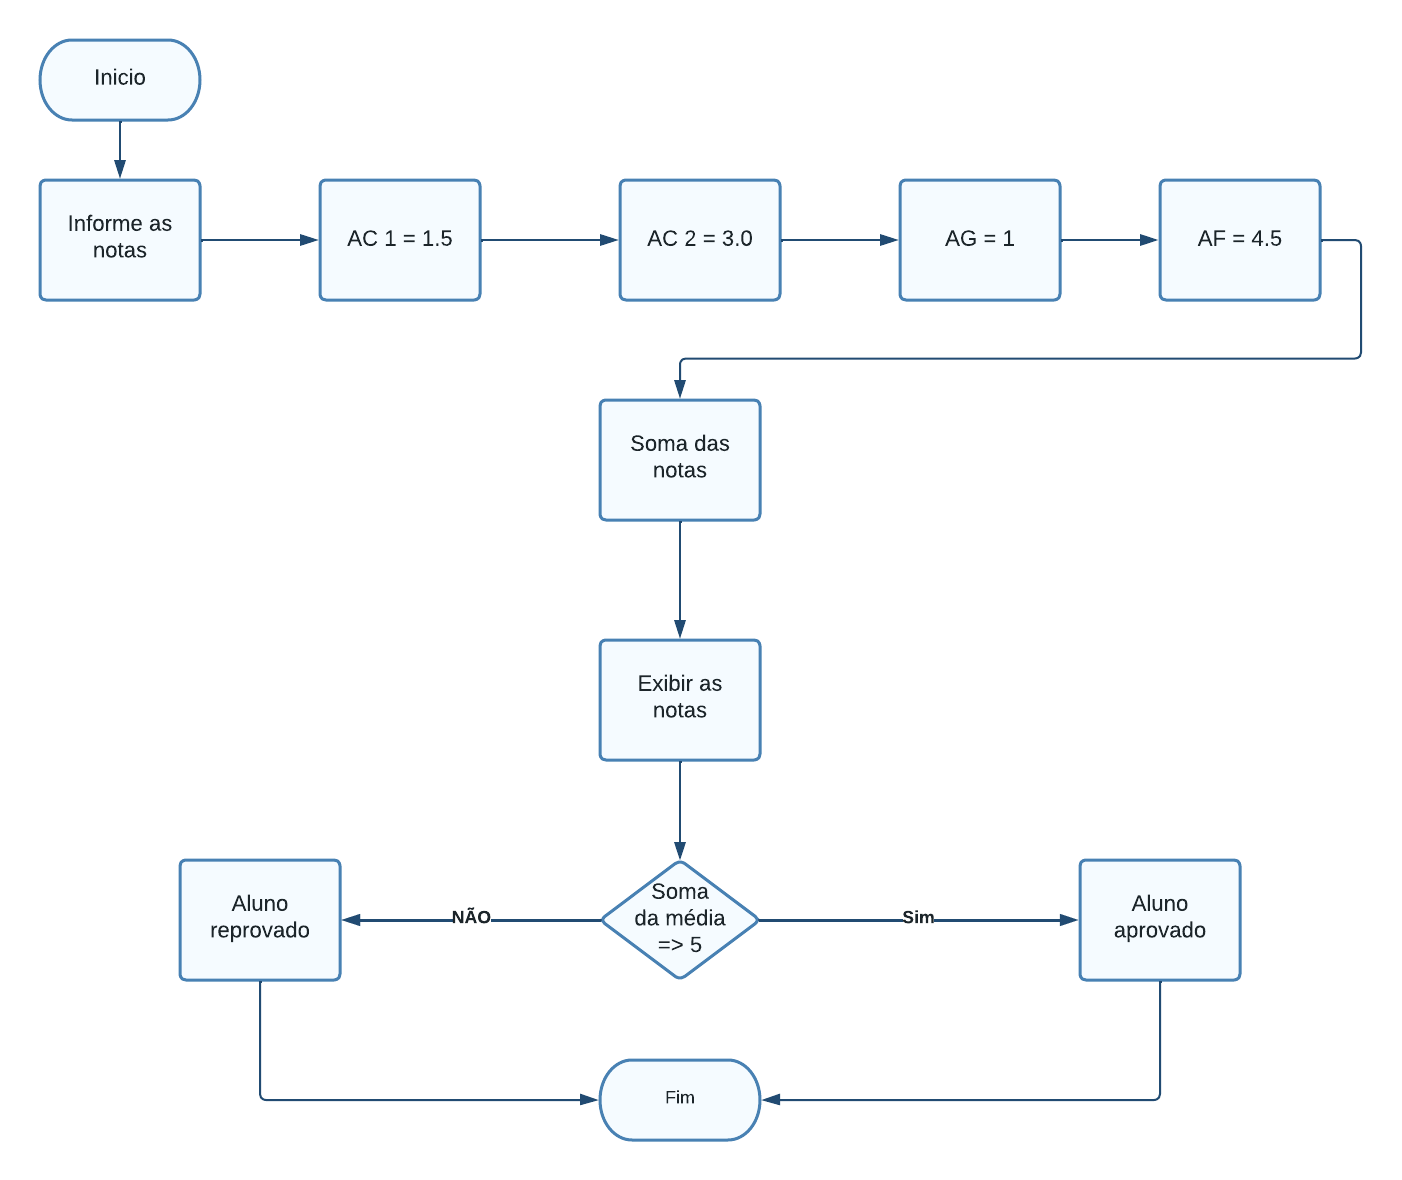 Inicio
Informe as
notas
AC 1 = 1.5
AC 2 = 3.0
AG = 1
AF = 4.5
Soma das
notas
Exibir as
notas
Aluno
reprovado
NÃO
Soma
da média
=> 5
Sim
Aluno
aprovado
Fim